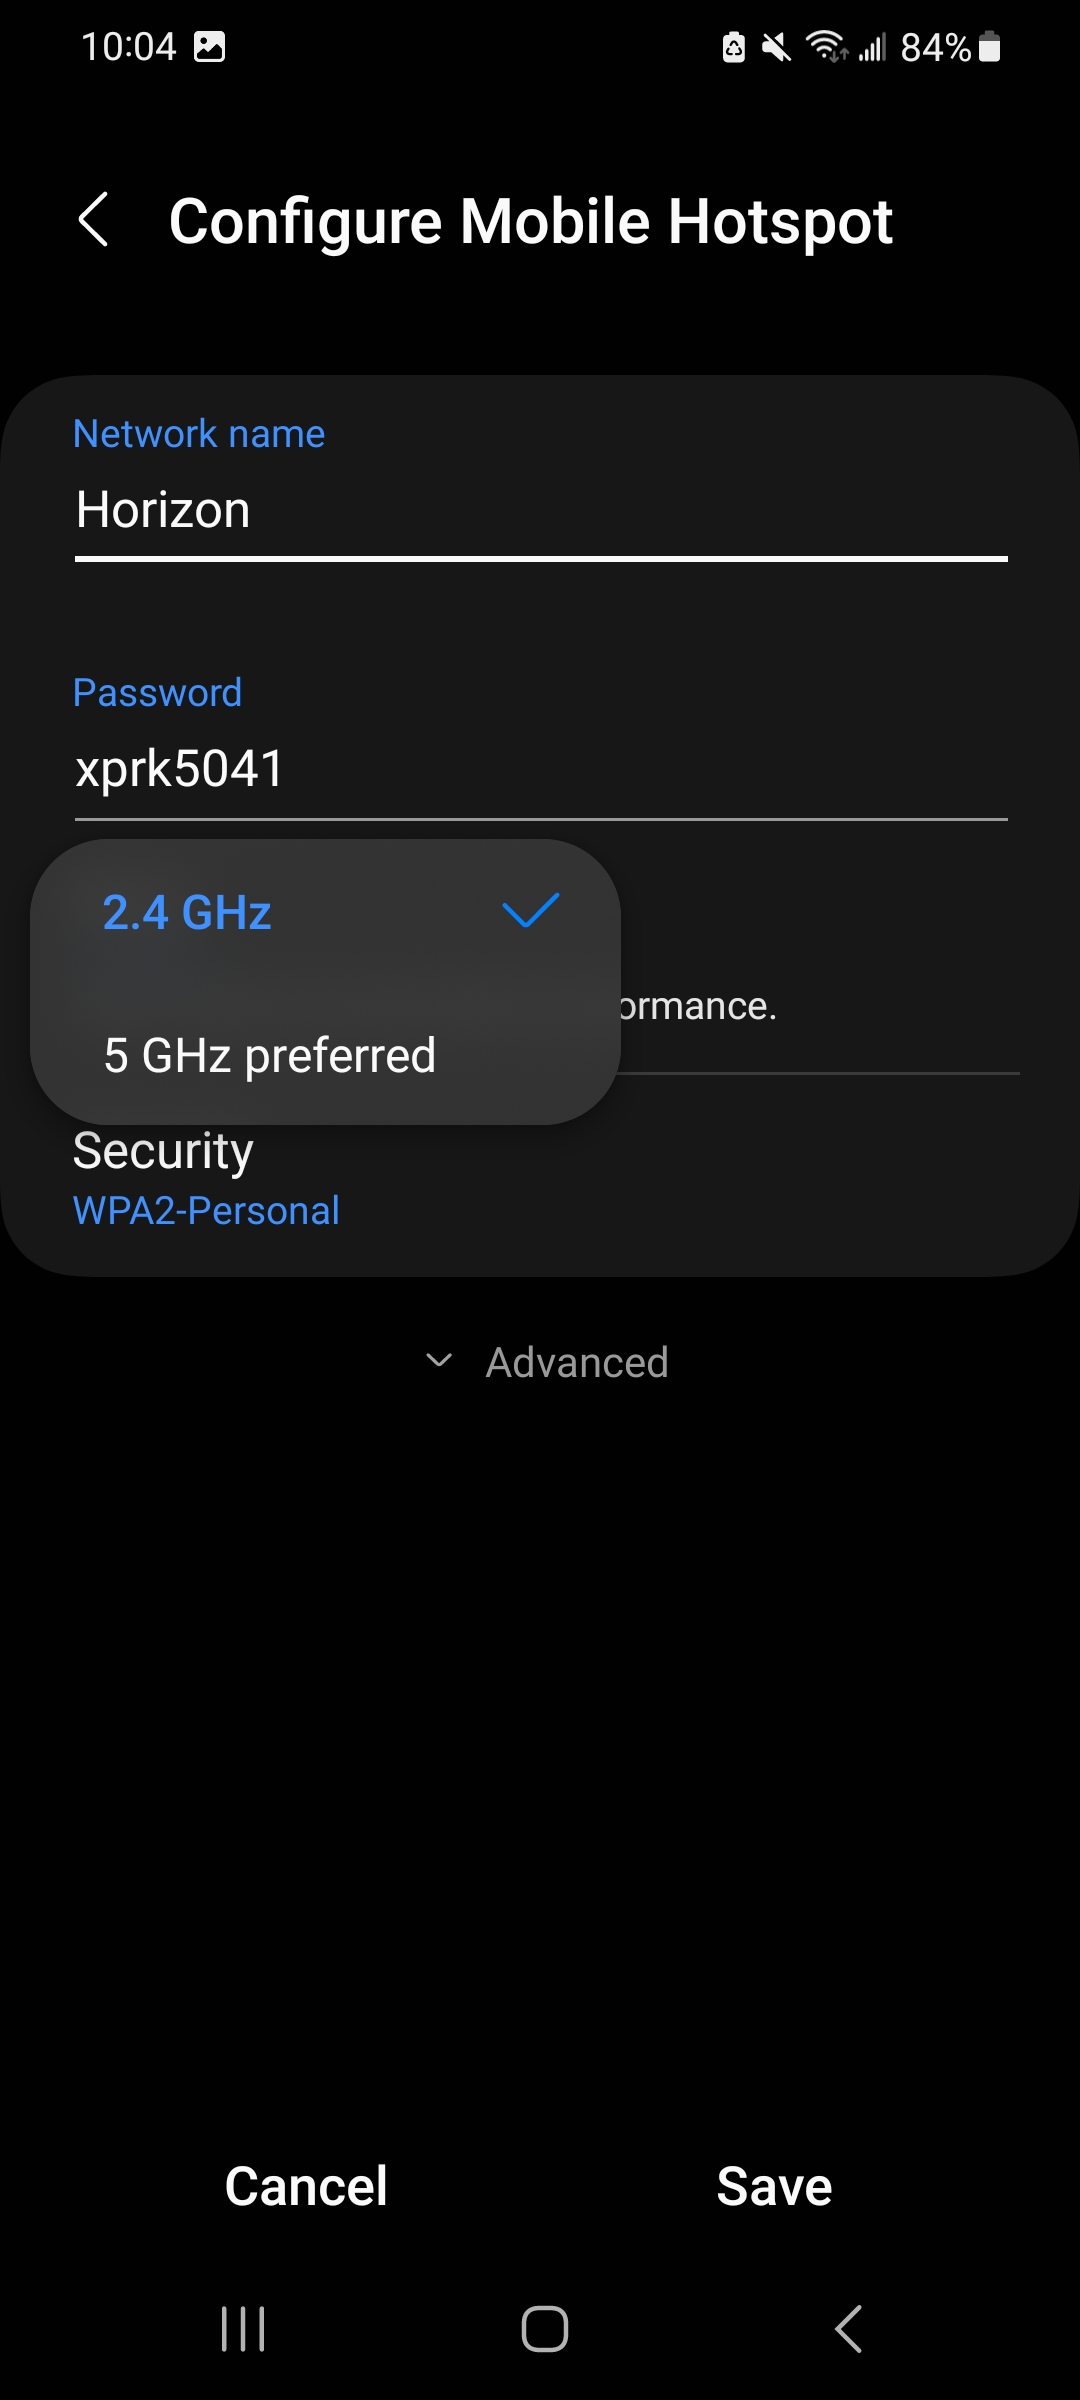 10:04
84%
Configure Mobile Hotspot
Network name
Horizon
Password
xprk5041
2.4 GHz
ormance.
5 GHz preferred
Security
WPA2-Personal
Advanced
Cancel
Save